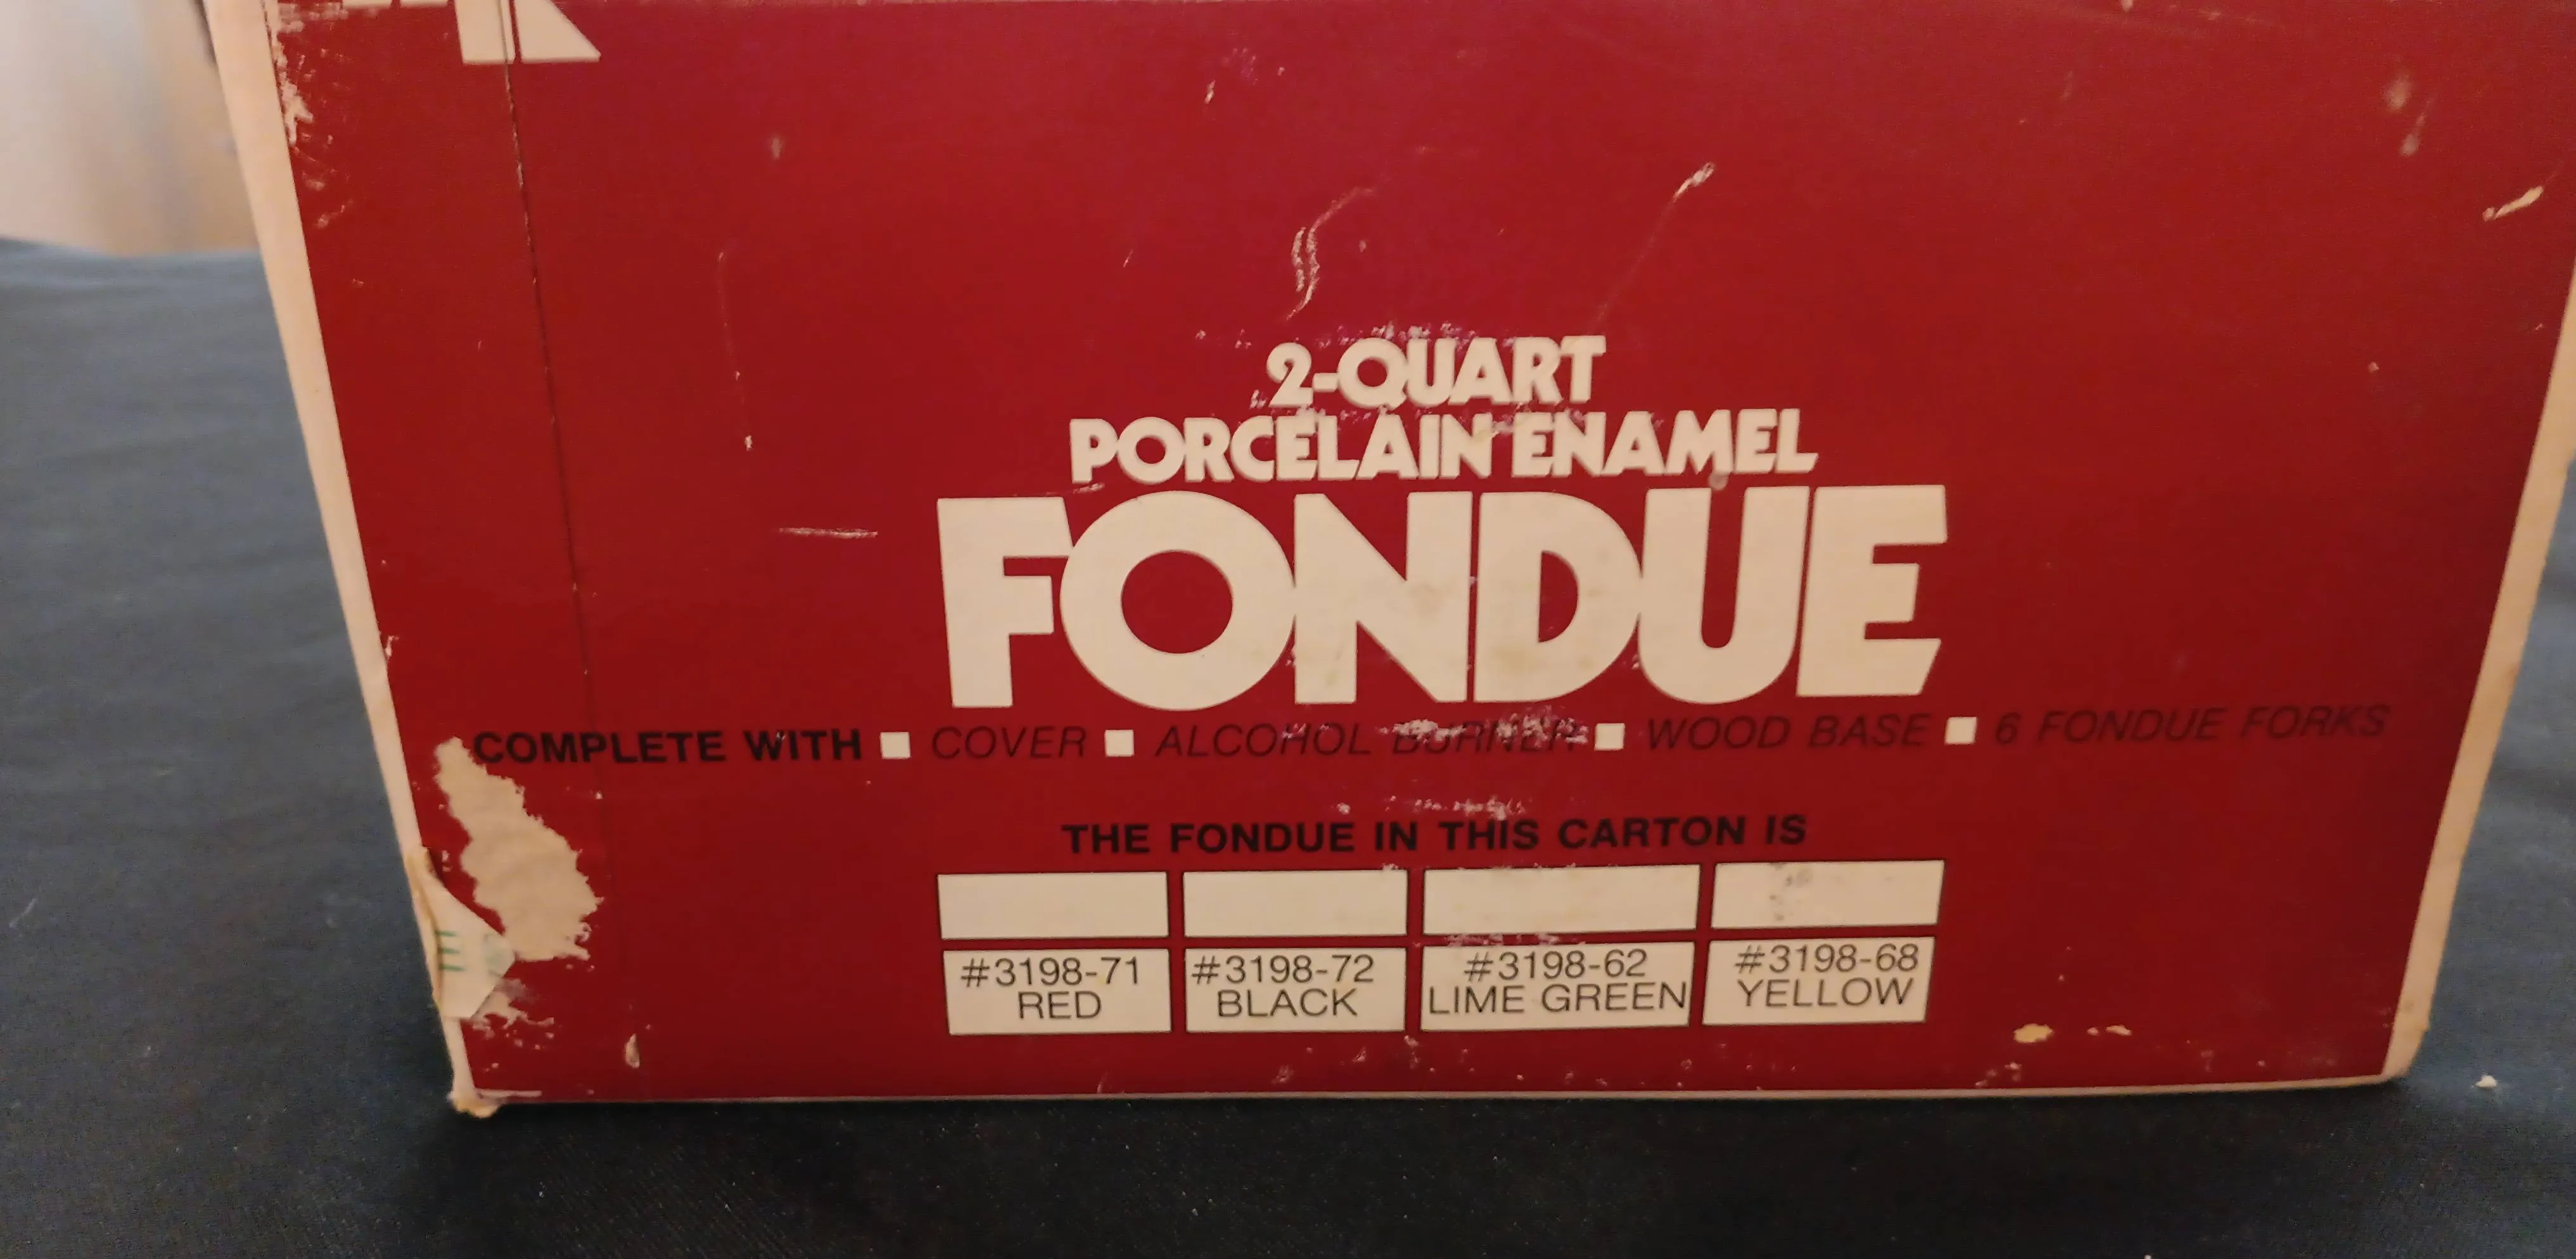 2-QUART
PORCELAIN ENAMEL
FONDUE
COMPLETE WITH ■ COVER ■ ALCOHOL BURNER ■ WOOD BASE ■ 6 FONDUE FORKS
THE FONDUE IN THIS CARTON IS
#3198-71 #3198-72 #3198-62 #3198-68
RED BLACK LIME GREEN YELLOW